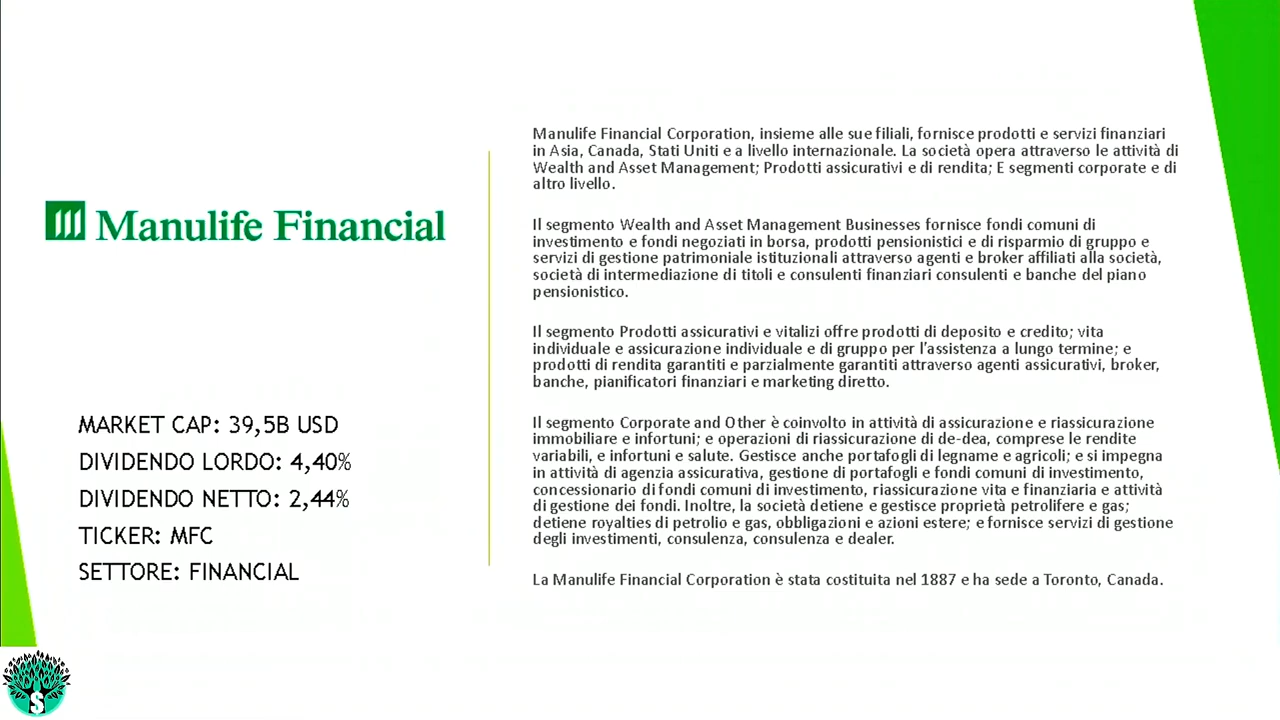 Manulife Financial
MARKET CAP: 39,5B USD
DIVIDENDO LORDO: 4,40%
DIVIDENDO NETTO: 2,44%
TICKER: MFC
SETTORE: FINANCIAL
Manulife Financial Corporation, insieme alle sue filiali, fornisce prodotti e servizi finanziari
in Asia, Canada, Stati Uniti e a livello internazionale. La società opera attraverso le attività di
Wealth and Asset Management; Prodotti assicurativi e di rendita; E segmenti corporate e di
altro livello.
Il segmento Wealth and Asset Management Businesses fornisce fondi comuni di
investimento e fondi negoziati in borsa, prodotti pensionistici e di risparmio di gruppo e
servizi di gestione patrimoniale istituzionali attraverso agenti e broker affiliati alla società,
società di intermediazione di titoli e consulenti finanziari consulenti e banche del piano
pensionistico.
Il segmento Prodotti assicurativi e vitalizi offre prodotti di deposito e credito; vita
individuale e assicurazione individuale e di gruppo per l'assistenza a lungo termine; e
prodotti di rendita garantiti e parzialmente garantiti attraverso agenti assicurativi, broker,
banche, pianificatori finanziari e marketing diretto.
Il segmento Corporate and Other è coinvolto in attività di assicurazione e riassicurazione
immobiliare e infortuni; e operazioni di riassicurazione di de-dea, comprese le rendite
variabili, e infortuni e salute. Gestisce anche portafogli di legname e agricoli; e si impegna
in attività di agenzia assicurativa, gestione di portafogli e fondi comuni di investimento,
concessionario di fondi comuni di investimento, riassicurazione vita e finanziaria e attività
di gestione dei fondi. Inoltre, la società detiene e gestisce proprietà petrolifere e gas;
detiene royalties di petrolio e gas, obbligazioni e azioni estere; e fornisce servizi di gestione
degli investimenti, consulenza, consulenza e dealer.
La Manulife Financial Corporation è stata costituita nel 1887 e ha sede a Toronto, Canada.
$